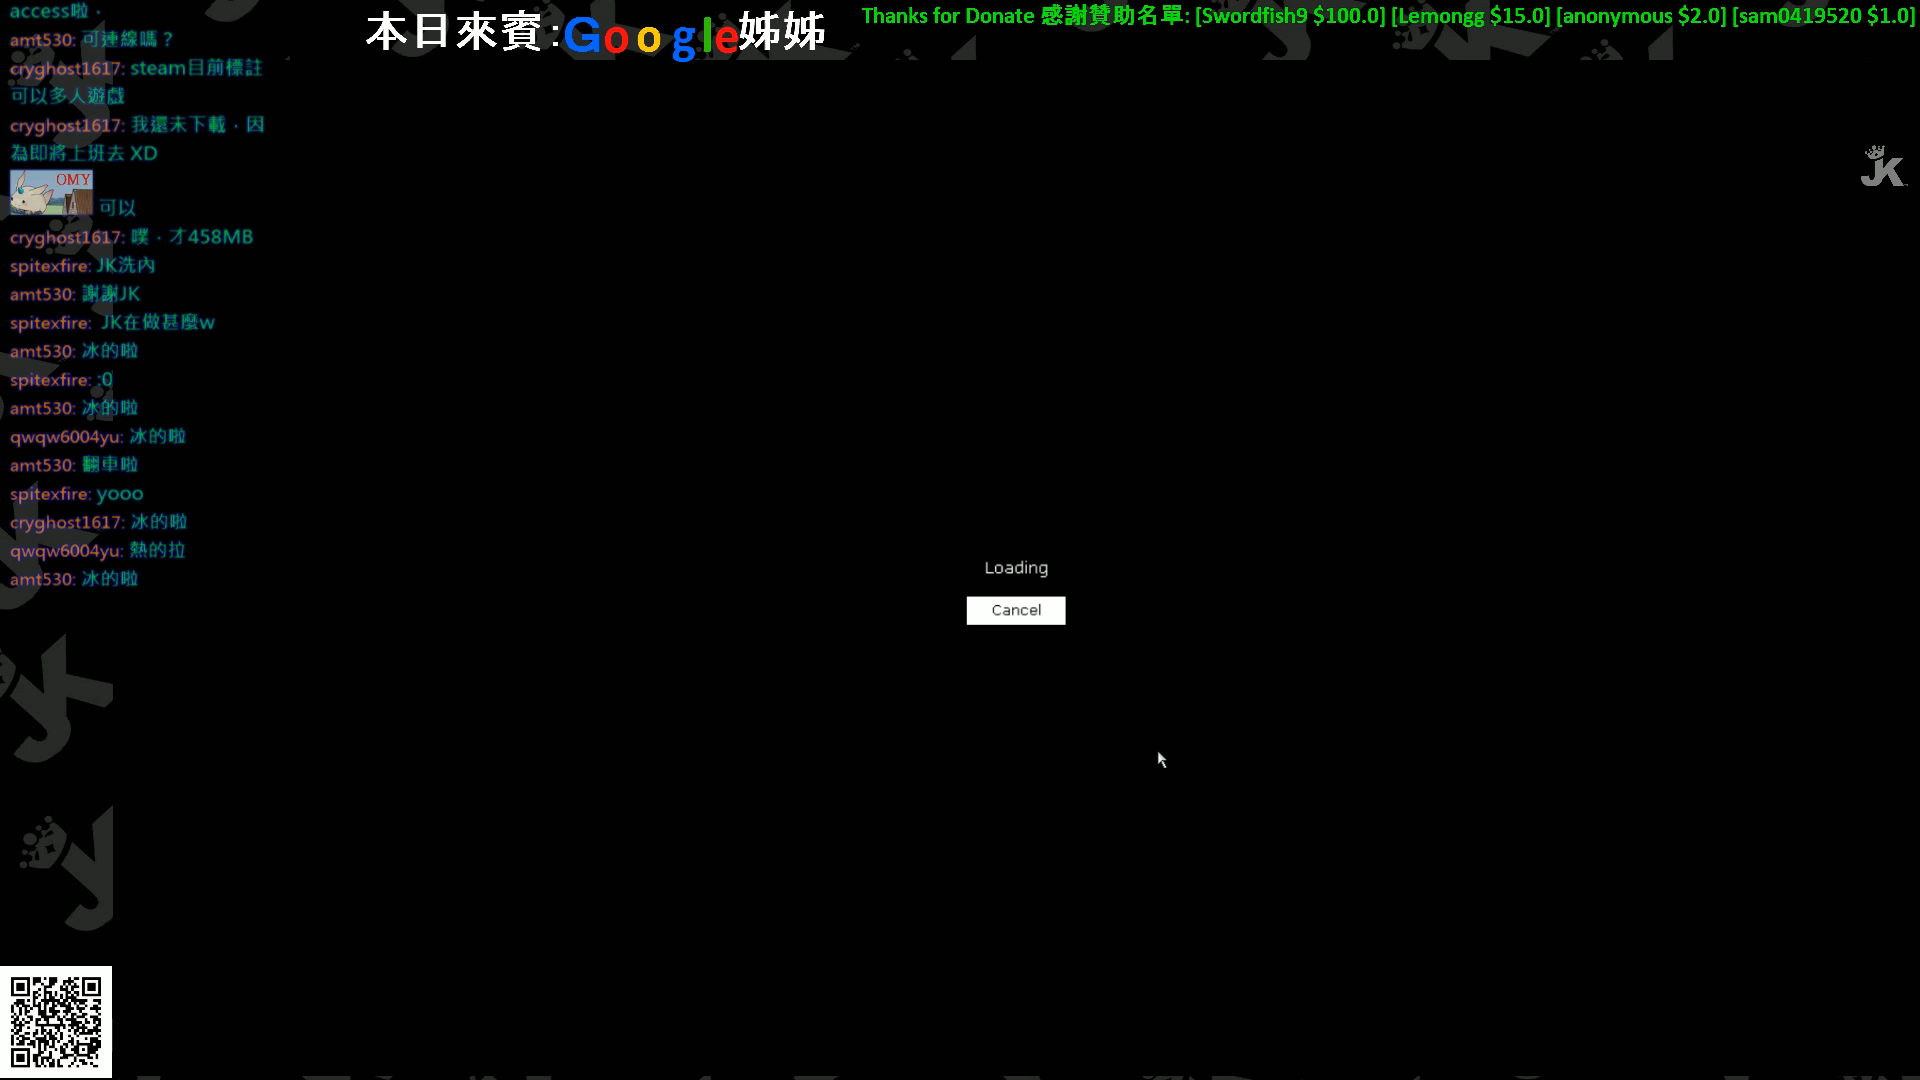 access啦．
本日來賓:Google姊姊
Thanks for Donate 感謝贊助名單: [Swordfish9 $100.0] [Lemongg $15.0] [anonymous $2.0] [sam0419520 $1.0]
amt530: 可連線嗎？
cryghost1617: steam目前標註
可以多人遊戲
cryghost1617: 我還未下載．因
為即將上班去 XD
OMY
可以
cryghost1617: 噗．才458MB
spitexfire: JK洗內
amt530: 謝謝JK
spitexfire: JK在做甚麼w
amt530: 冰的啦
spitexfire: :0
amt530: 冰的啦
qwqw6004yu: 冰的啦
amt530: 翻車啦
spitexfire: yooo
cryghost1617: 冰的啦
qwqw6004yu: 熱的拉
amt530: 冰的啦
JK
Loading
Cancel